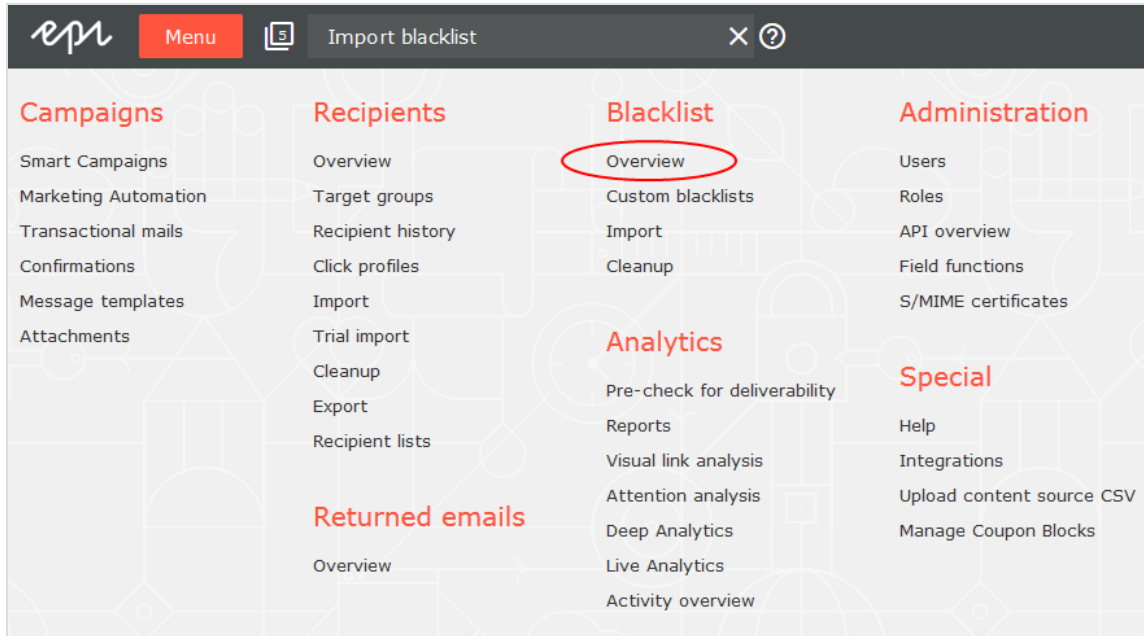 epi Menu 5 Import blacklist
Campaigns
Smart Campaigns
Marketing Automation
Transactional mails
Confirmations
Message templates
Attachments
Recipients
Overview
Target groups
Recipient history
Click profiles
Import
Trial import
Cleanup
Export
Recipient lists
Returned emails
Overview
Blacklist
Overview
Custom blacklists
Import
Cleanup
Analytics
Pre-check for deliverability
Reports
Visual link analysis
Attention analysis
Deep Analytics
Live Analytics
Activity overview
Administration
Users
Roles
API overview
Field functions
S/MIME certificates
Special
Help
Integrations
Upload content source CSV
Manage Coupon Blocks